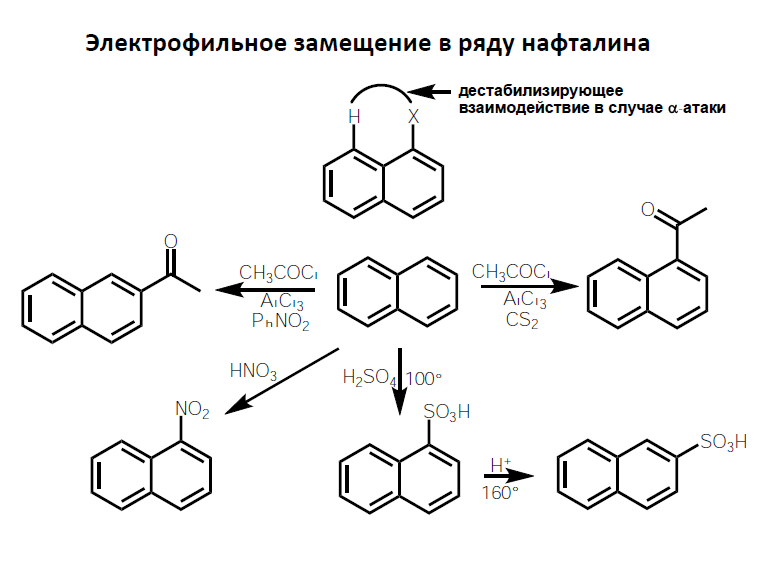 Электрофильное замещение в ряду нафталина
дестабилизирующее
взаимодействие в случае α-атаки
H X
O
O
CH3COCl
AlCl3
PhNO2
CH3COCl
AlCl3
CS2
HNO3
H2SO4 100°
NO2
SO3H
H+
160°
SO3H